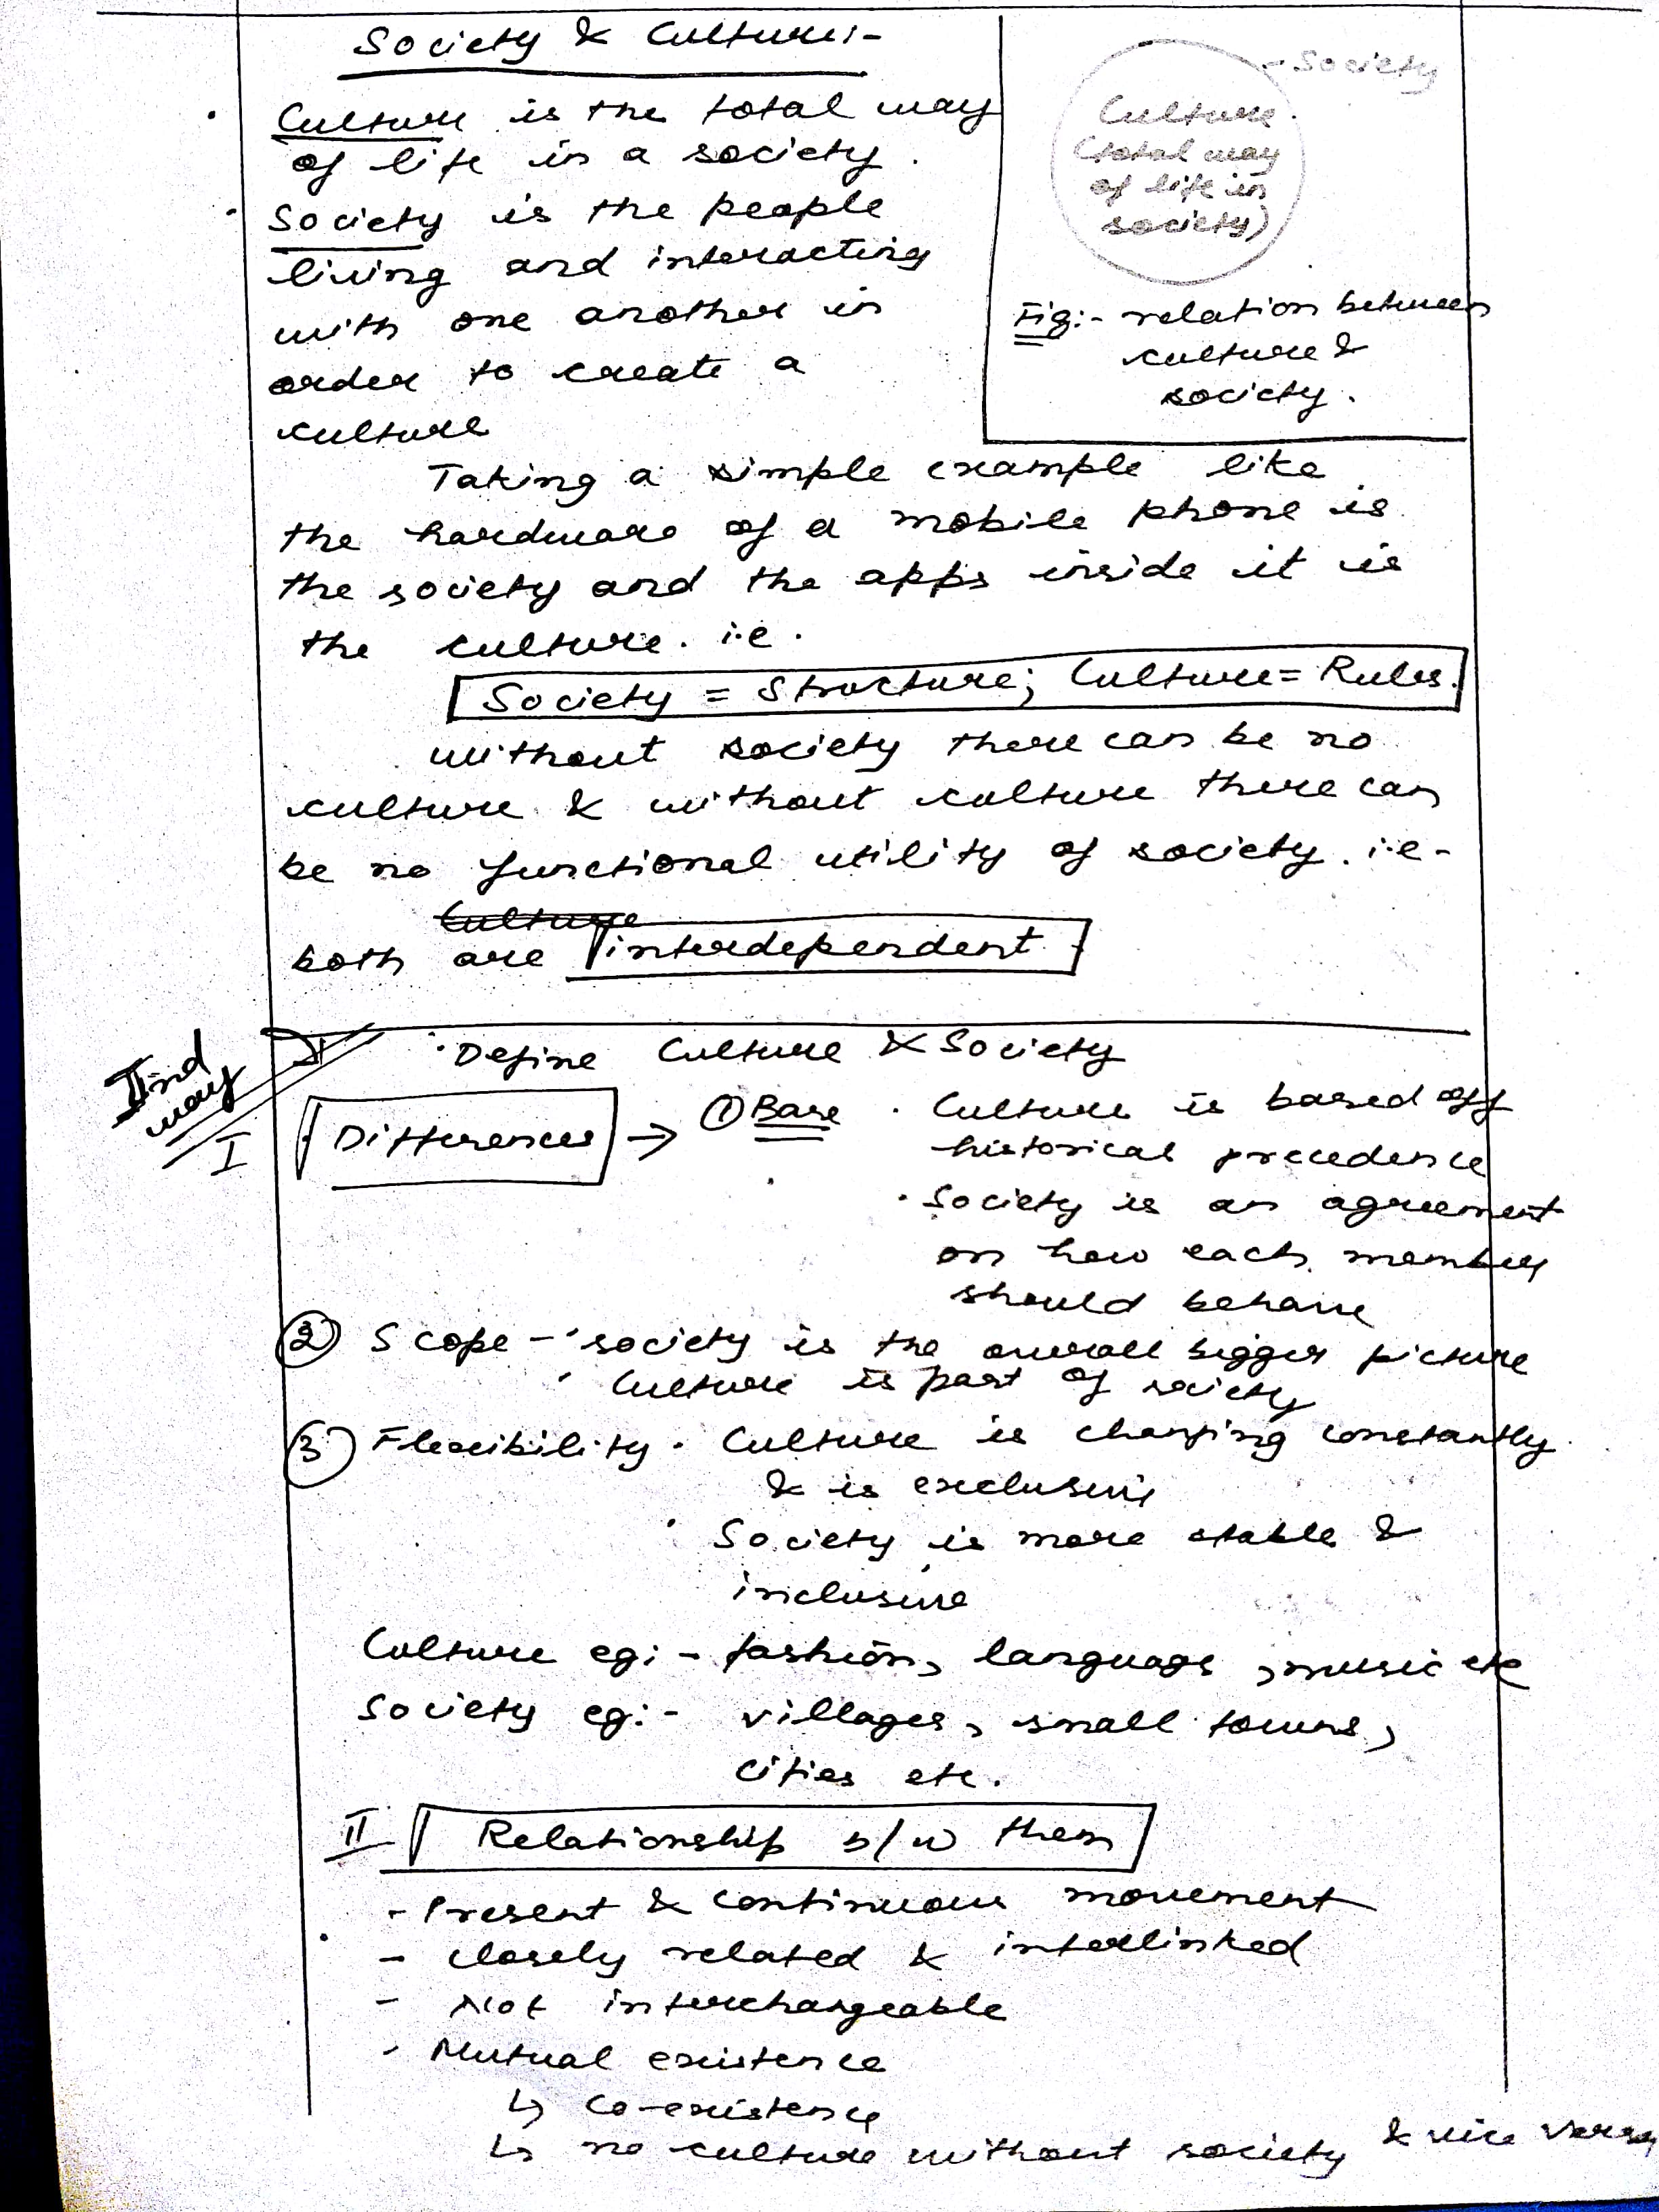 Society & Culture:-
· Culture is the total way
of life in a society.
· Society is the people
living and interacting
with one another in
order to create a
culture
- Society
Culture.
(total way
of life in
society)
Fig:- relation between
culture &
society.
Taking a simple example like
the hardware of a mobile phone is
the society and the apps inside it is
the culture. i.e.
Society = Structure; Culture = Rules.
without society there can be no
culture & without culture there can
be no functional utility of society. i.e-
Culture
both are interdependent
IInd way
· Define Culture & Society
I Differences → ① Base · Culture is based off
historical precedence
· Society is an agreement
on how each member
should behave
② Scope - · society is the overall bigger picture
· Culture is part of society
③ Flexibility · Culture is changing constantly.
& is exclusive
· Society is more stable &
inclusive
Culture eg:- fashion, language, music etc
Society eg:- villages, small towns,
cities etc.
II Relationship b/w them
- Present & continuous movement
- closely related & interlinked
- Not interchangeable
- Mutual existence
↳ co-existence
↳ no culture without society & vice versa